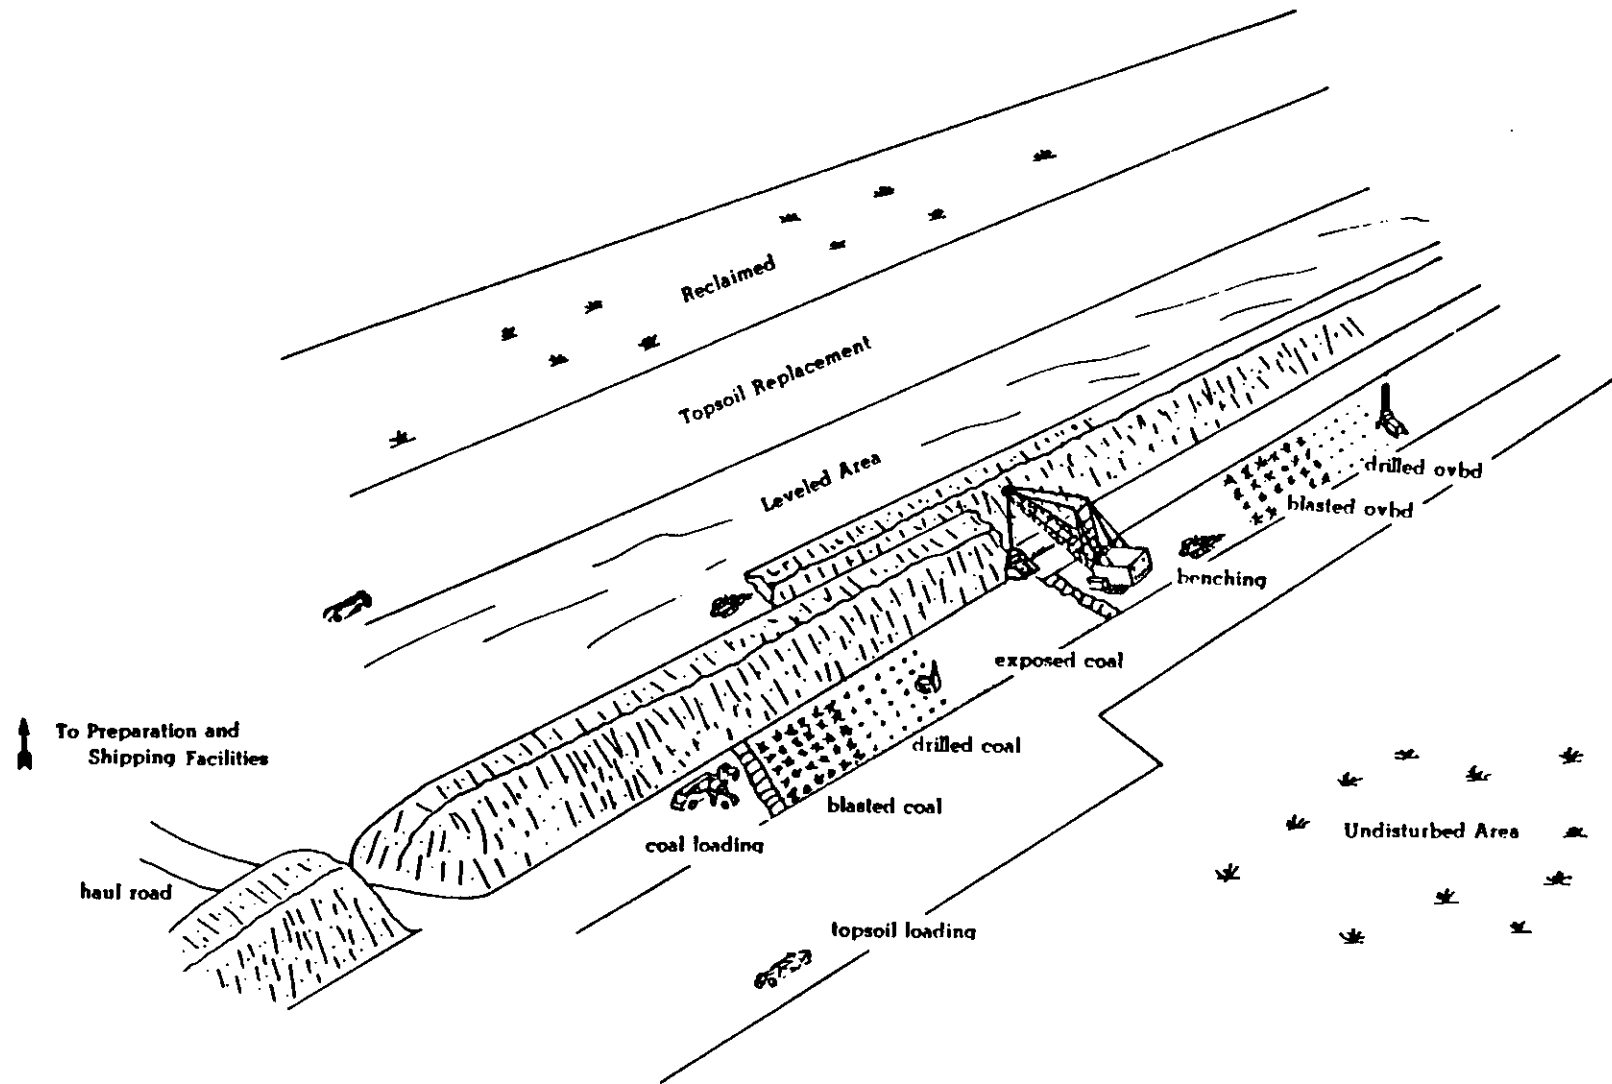 Reclaimed
Topsoil Replacement
Leveled Area
drilled ovbd
blasted ovbd
benching
exposed coal
To Preparation and
Shipping Facilities
drilled coal
blasted coal
Undisturbed Area
coal loading
haul road
topsoil loading